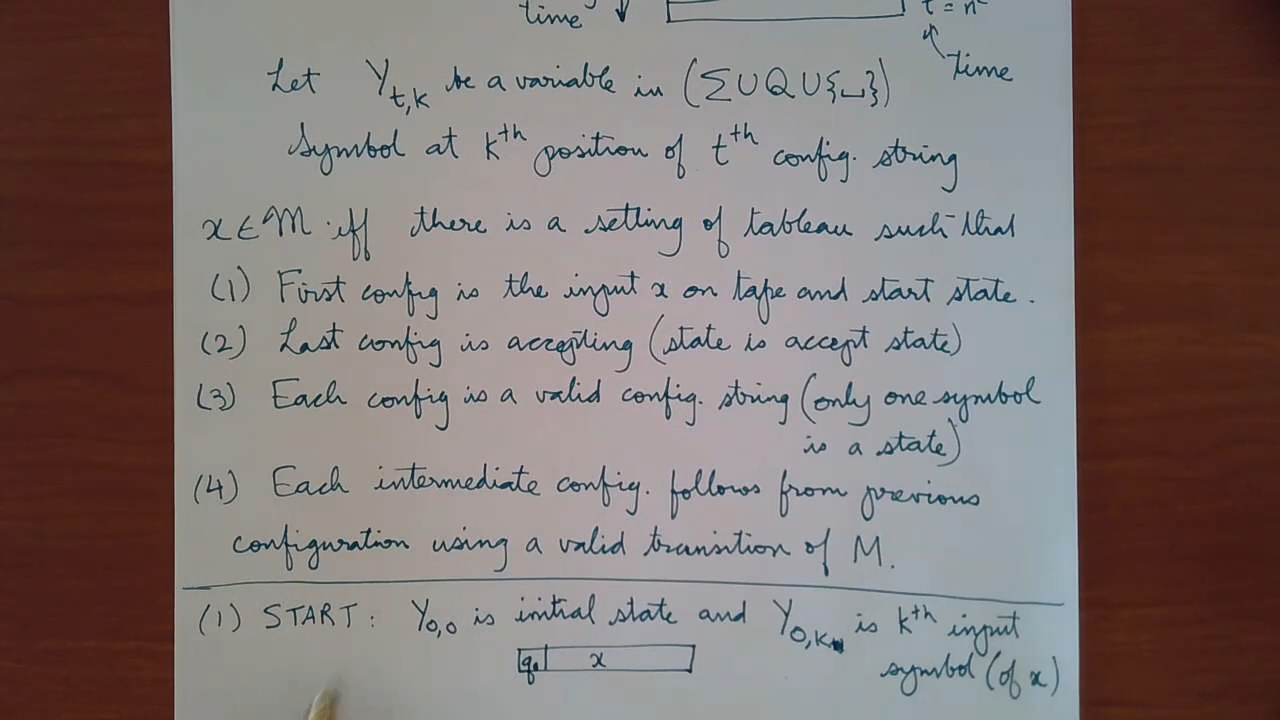 time ↓ t = n²
time
Let Y_{t,k} be a variable in (Σ∪Q∪{␣})
Symbol at k^{th} position of t^{th} config. string
x ∈ M iff there is a setting of tableau such that
(1) First config is the input x on tape and start state.
(2) Last config is accepting (state is accept state)
(3) Each config is a valid config. string (only one symbol
is a state)
(4) Each intermediate config. follows from previous
configuration using a valid transition of M.
(1) START: Y_{0,0} is initial state and Y_{0,k} is k^{th} input
symbol (of x)
q₀ x